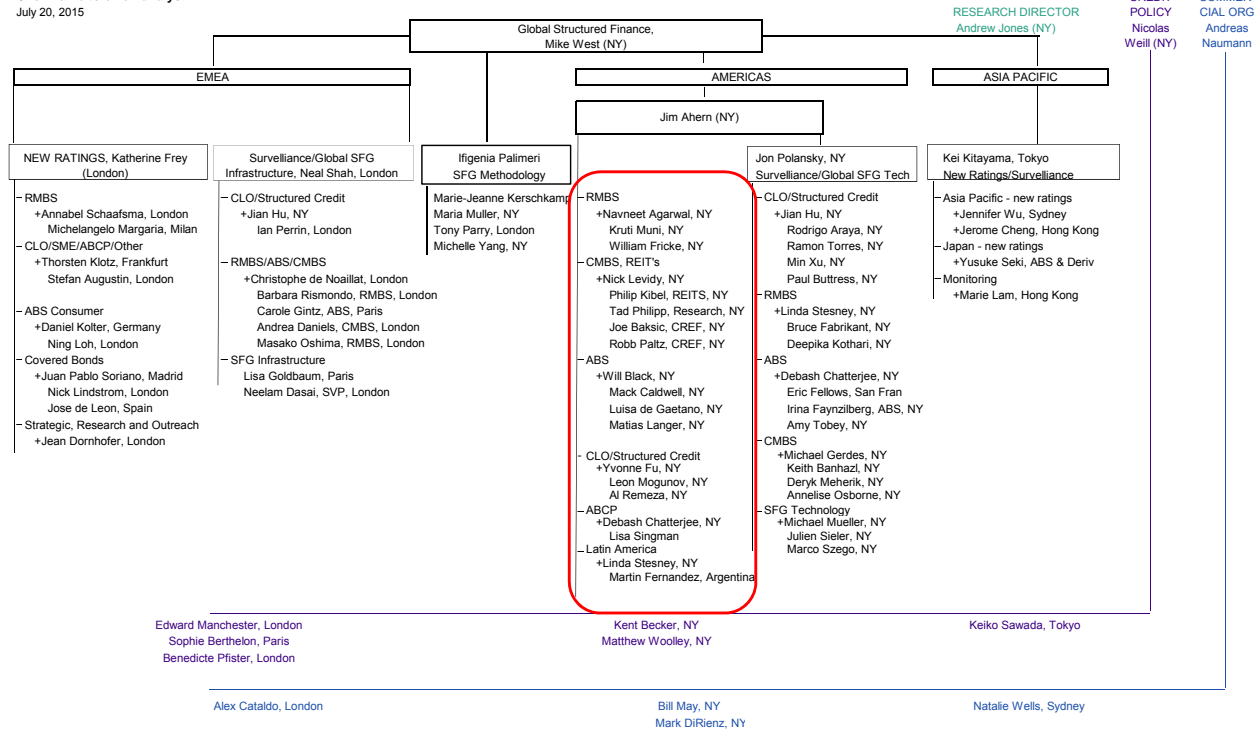 July 20, 2015
RESEARCH DIRECTOR
Andrew Jones (NY)
POLICY
Nicolas
Weill (NY)
CIAL ORG
Andreas
Naumann
Global Structured Finance,
Mike West (NY)
EMEA
AMERICAS
ASIA PACIFIC
Jim Ahern (NY)
NEW RATINGS, Katherine Frey
(London)
RMBS
+Annabel Schaafsma, London
Michelangelo Margaria, Milan
CLO/SME/ABCP/Other
+Thorsten Klotz, Frankfurt
Stefan Augustin, London
ABS Consumer
+Daniel Kolter, Germany
Ning Loh, London
Covered Bonds
+Juan Pablo Soriano, Madrid
Nick Lindstrom, London
Jose de Leon, Spain
Strategic, Research and Outreach
+Jean Dornhofer, London
Survelliance/Global SFG
Infrastructure, Neal Shah, London
CLO/Structured Credit
+Jian Hu, NY
Ian Perrin, London
RMBS/ABS/CMBS
+Christophe de Noaillat, London
Barbara Rismondo, RMBS, London
Carole Gintz, ABS, Paris
Andrea Daniels, CMBS, London
Masako Oshima, RMBS, London
SFG Infrastructure
Lisa Goldbaum, Paris
Neelam Dasai, SVP, London
Ifigenia Palimeri
SFG Methodology
Marie-Jeanne Kerschkamp
Maria Muller, NY
Tony Parry, London
Michelle Yang, NY
RMBS
+Navneet Agarwal, NY
Kruti Muni, NY
William Fricke, NY
CMBS, REIT's
+Nick Levidy, NY
Philip Kibel, REITS, NY
Tad Philipp, Research, NY
Joe Baksic, CREF, NY
Robb Paltz, CREF, NY
ABS
+Will Black, NY
Mack Caldwell, NY
Luisa de Gaetano, NY
Matias Langer, NY
CLO/Structured Credit
+Yvonne Fu, NY
Leon Mogunov, NY
Al Remeza, NY
ABCP
+Debash Chatterjee, NY
Lisa Singman
Latin America
+Linda Stesney, NY
Martin Fernandez, Argentina
Jon Polansky, NY
Survelliance/Global SFG Tech
CLO/Structured Credit
+Jian Hu, NY
Rodrigo Araya, NY
Ramon Torres, NY
Min Xu, NY
Paul Buttress, NY
RMBS
+Linda Stesney, NY
Bruce Fabrikant, NY
Deepika Kothari, NY
ABS
+Debash Chatterjee, NY
Eric Fellows, San Fran
Irina Faynzilberg, ABS, NY
Amy Tobey, NY
CMBS
+Michael Gerdes, NY
Keith Banhazl, NY
Deryk Meherik, NY
Annelise Osborne, NY
SFG Technology
+Michael Mueller, NY
Julien Sieler, NY
Marco Szego, NY
Kei Kitayama, Tokyo
New Ratings/Survelliance
Asia Pacific - new ratings
+Jennifer Wu, Sydney
+Jerome Cheng, Hong Kong
Japan - new ratings
+Yusuke Seki, ABS & Deriv
Monitoring
+Marie Lam, Hong Kong
Edward Manchester, London
Sophie Berthelon, Paris
Benedicte Pfister, London
Kent Becker, NY
Matthew Woolley, NY
Keiko Sawada, Tokyo
Alex Cataldo, London
Bill May, NY
Mark DiRienz, NY
Natalie Wells, Sydney